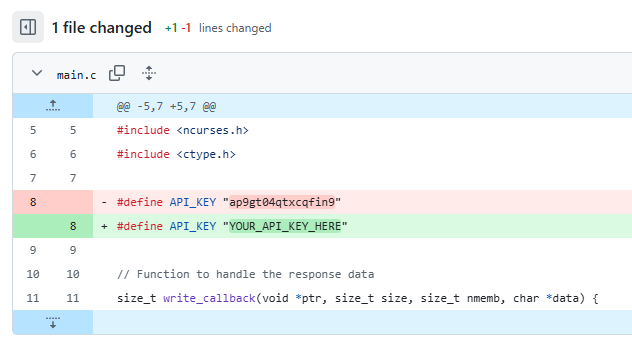 1 file changed +1 -1 lines changed
main.c
@@ -5,7 +5,7 @@
5 5 #include <ncurses.h>
6 6 #include <ctype.h>
7 7
8 - #define API_KEY "ap9gt04qtxcqfin9"
8 + #define API_KEY "YOUR_API_KEY_HERE"
9 9
10 10 // Function to handle the response data
11 11 size_t write_callback(void *ptr, size_t size, size_t nmemb, char *data) {